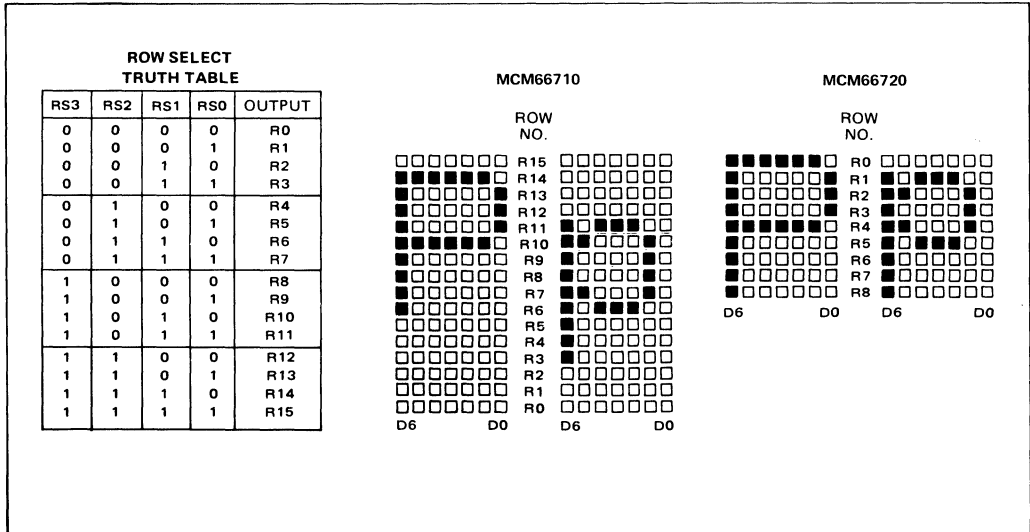 ROW SELECT
TRUTH TABLE
RS3 RS2 RS1 RS0 OUTPUT
0 0 0 0 R0
0 0 0 1 R1
0 0 1 0 R2
0 0 1 1 R3
0 1 0 0 R4
0 1 0 1 R5
0 1 1 0 R6
0 1 1 1 R7
1 0 0 0 R8
1 0 0 1 R9
1 0 1 0 R10
1 0 1 1 R11
1 1 0 0 R12
1 1 0 1 R13
1 1 1 0 R14
1 1 1 1 R15
MCM66710
ROW
NO.
R15
R14
R13
R12
R11
R10
R9
R8
R7
R6
R5
R4
R3
R2
R1
R0
D6 D0 D6 D0
MCM66720
ROW
NO.
R0
R1
R2
R3
R4
R5
R6
R7
R8
D6 D0 D6 D0